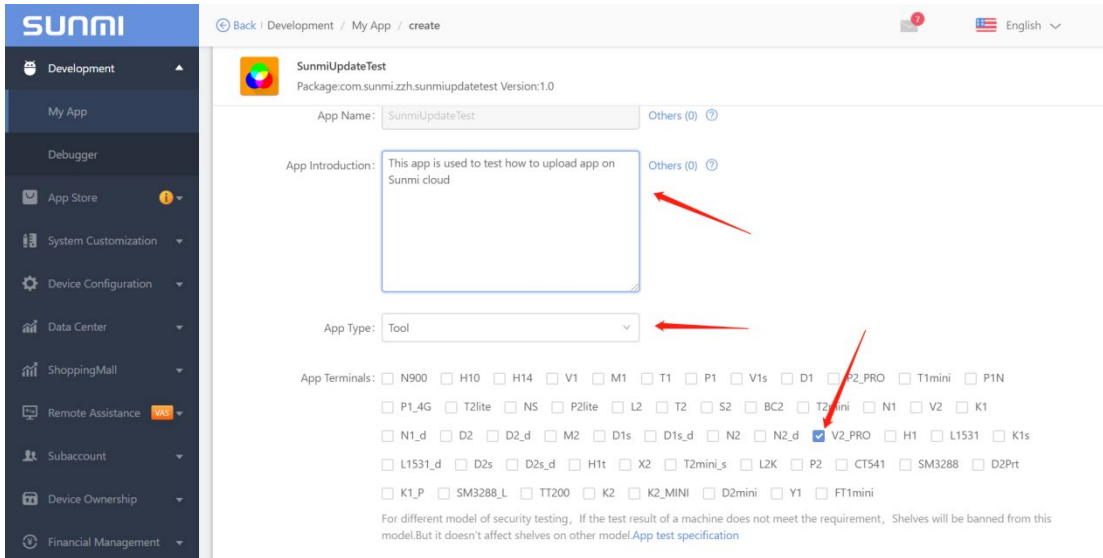 SUNMI
Back | Development / My App / create
7
English
Development
My App
Debugger
App Store
System Customization
Device Configuration
Data Center
ShoppingMall
Remote Assistance VAS
Subaccount
Device Ownership
Financial Management
SunmiUpdateTest
Package:com.sunmi.zzh.sunmiupdatetest Version:1.0
App Name: SunmiUpdateTest Others (0)
App Introduction: This app is used to test how to upload app on Others (0)
Sunmi cloud
App Type: Tool
App Terminals: N900 H10 H14 V1 M1 T1 P1 V1s D1 P2_PRO T1mini P1N
P1_4G T2lite NS P2lite L2 T2 S2 BC2 T2mini N1 V2 K1
N1_d D2 D2_d M2 D1s D1s_d N2 N2_d V2_PRO H1 L1531 K1s
L1531_d D2s D2s_d H1t X2 T2mini_s L2K P2 CT541 SM3288 D2Prt
K1_P SM3288_L TT200 K2 K2_MINI D2mini Y1 FT1mini
For different model of security testing, If the test result of a machine does not meet the requirement, Shelves will be banned from this
model.But it doesn't affect shelves on other model.App test specification